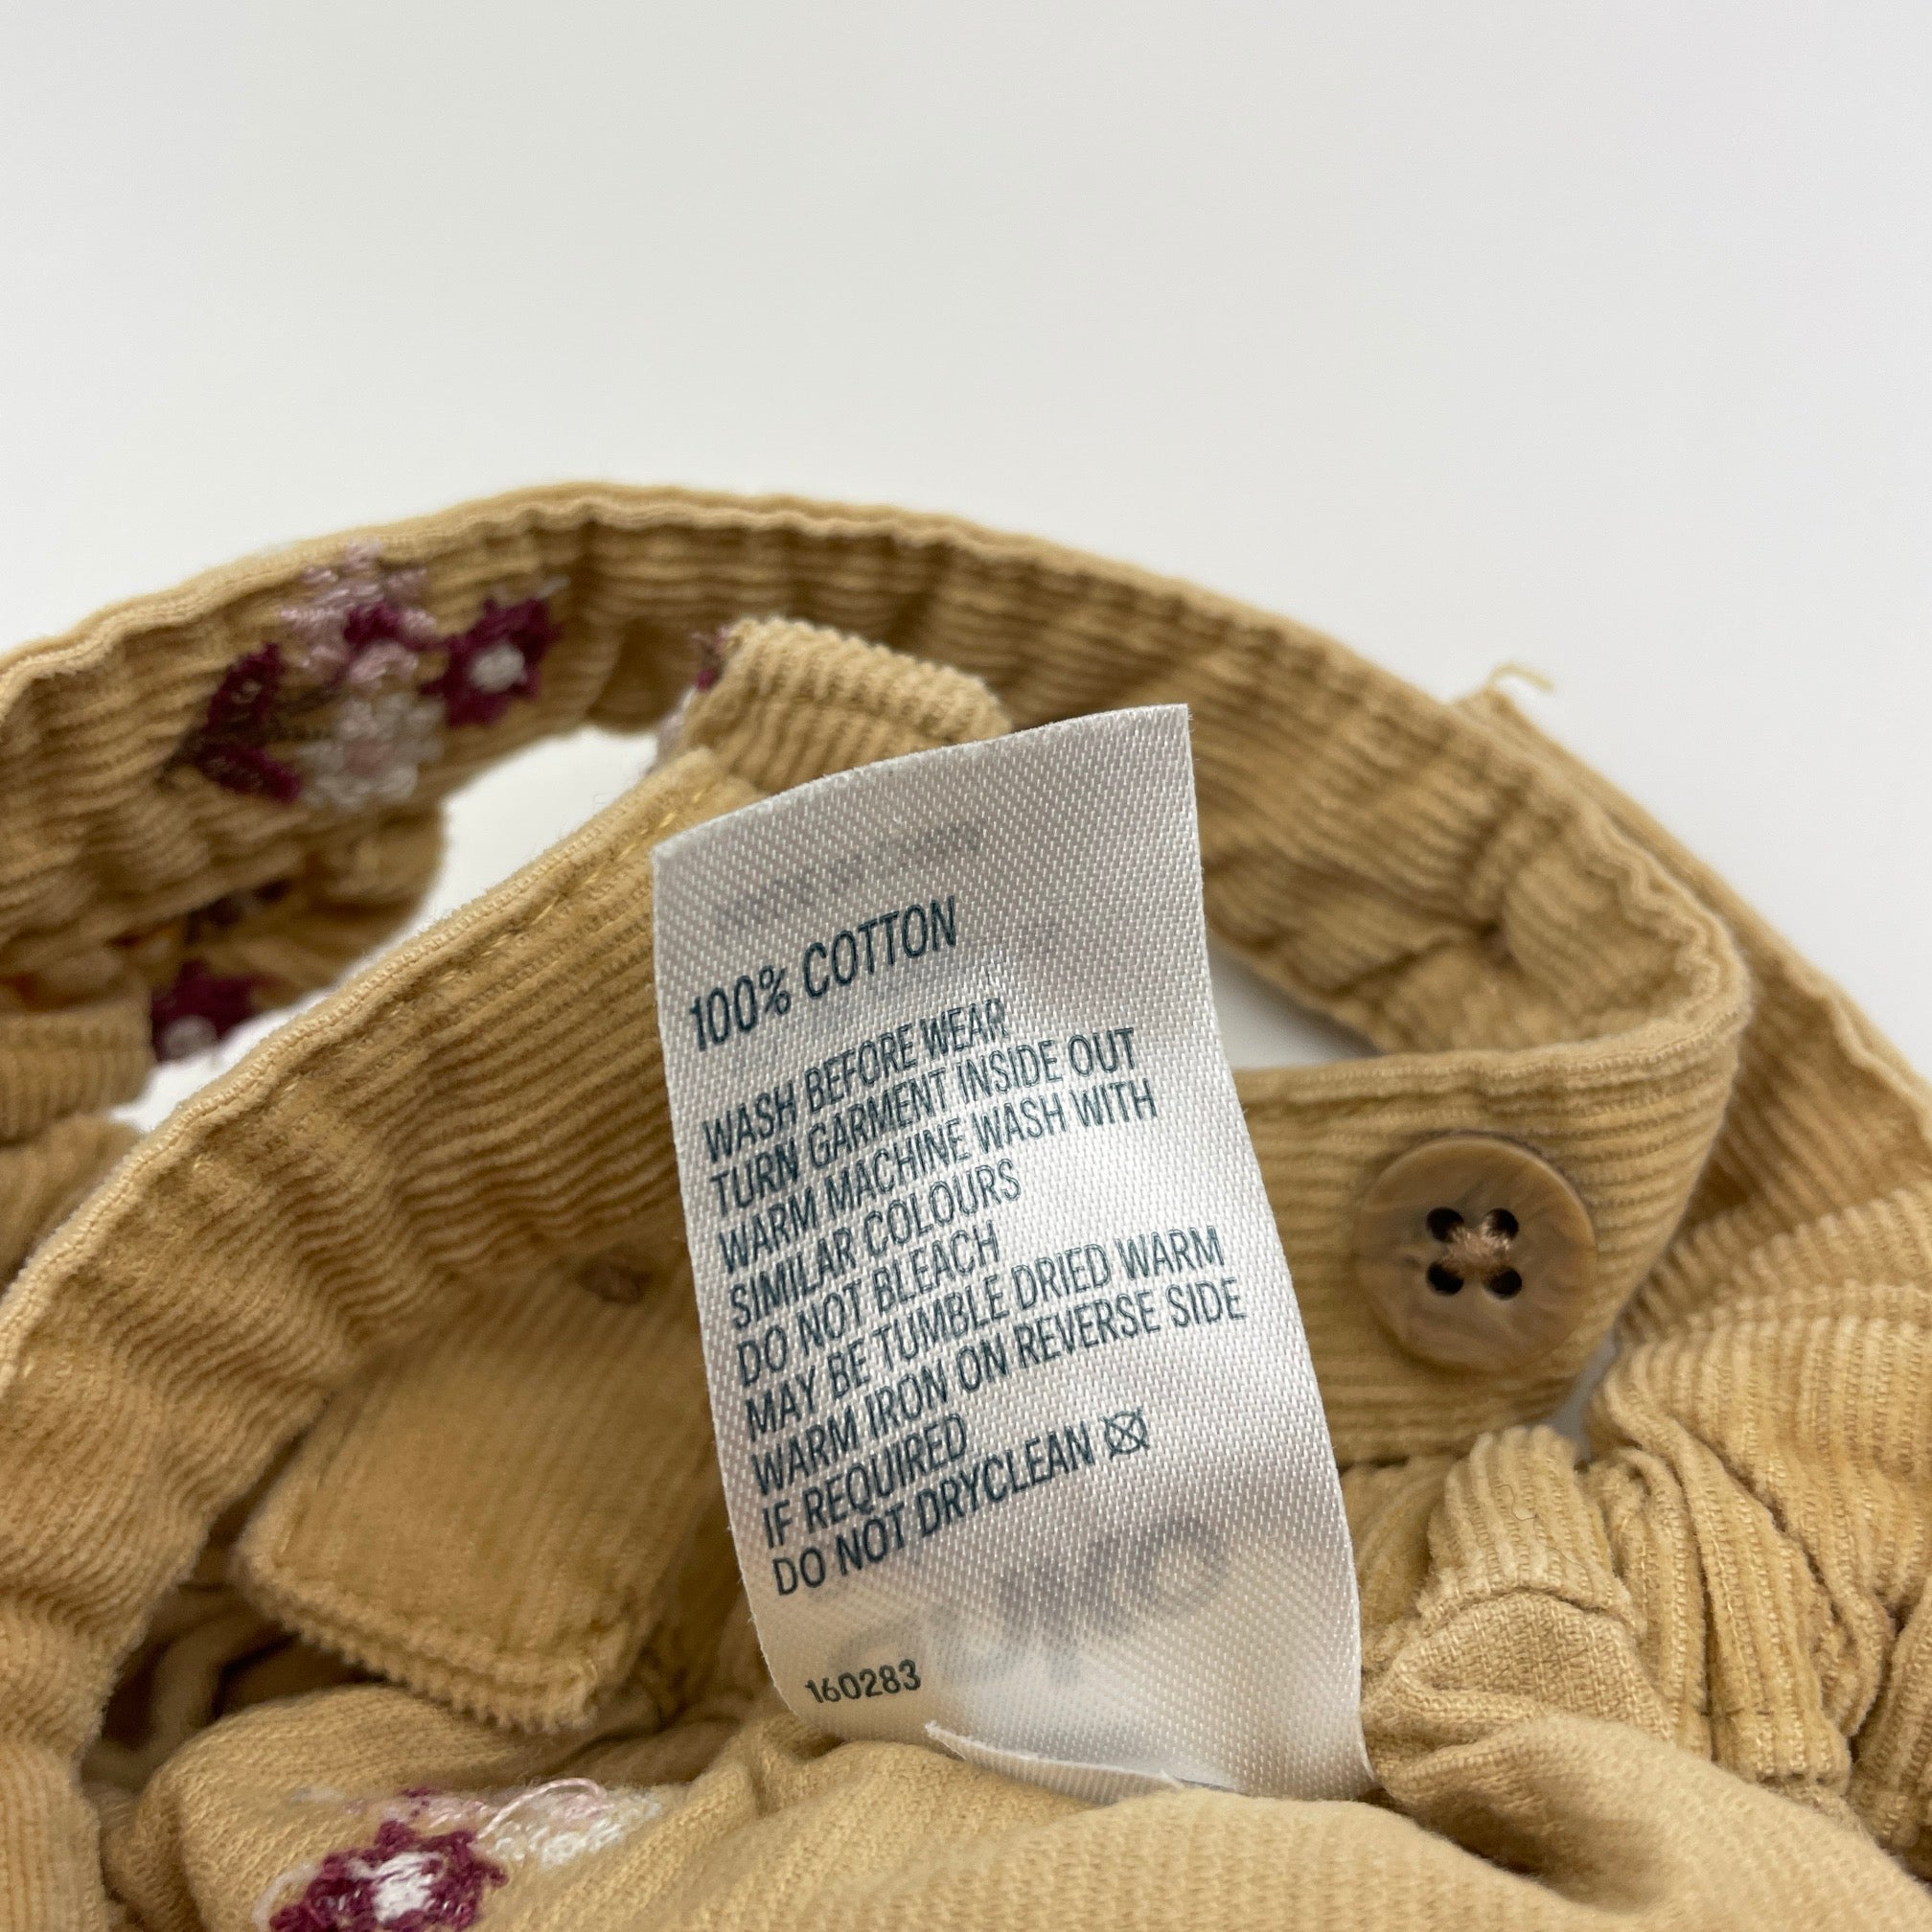 100% COTTON
WASH BEFORE WEAR
TURN GARMENT INSIDE OUT
WARM MACHINE WASH WITH
SIMILAR COLOURS
DO NOT BLEACH
MAY BE TUMBLE DRIED WARM
WARM IRON ON REVERSE SIDE
IF REQUIRED
DO NOT DRYCLEAN
160283